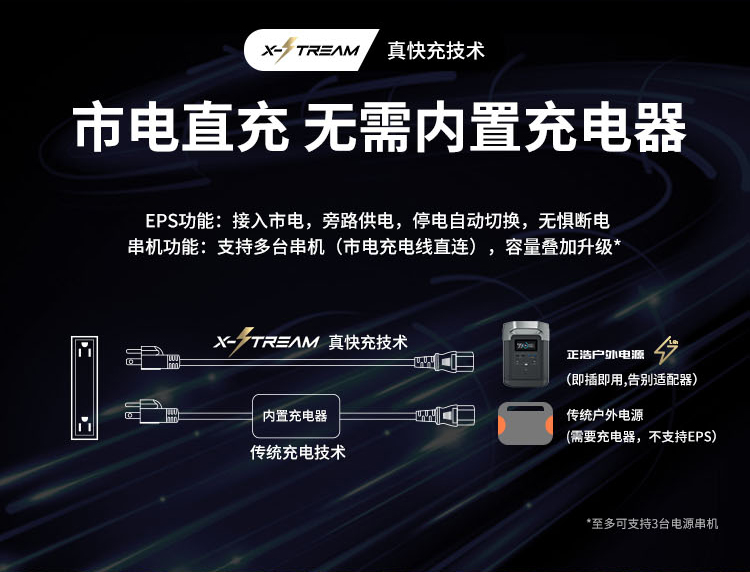 X-STREAM 真快充技术
市电直充 无需内置充电器
EPS功能：接入市电，旁路供电，停电自动切换，无惧断电
串机功能：支持多台串机（市电充电线直连），容量叠加升级*
X-STREAM 真快充技术
正浩户外电源
（即插即用,告别适配器）
内置充电器
传统充电技术
传统户外电源
（需要充电器，不支持EPS）
*至多可支持3台电源串机